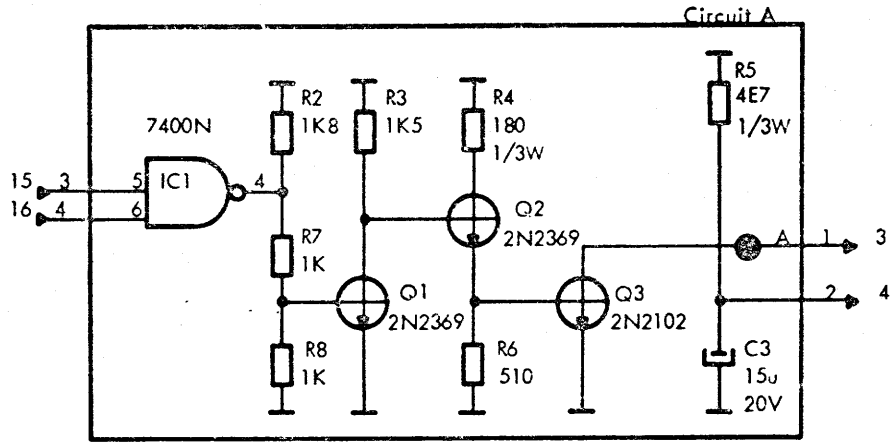 Circuit A
R2
1K8
R3
1K5
R4
180
1/3W
R5
4E7
1/3W
7400N
15 3 5 IC1 4
16 4 6
Q2
2N2369
R7
1K
A 1 3
Q1
2N2369
Q3
2N2102
2 4
R8
1K
R6
510
C3
15u
20V